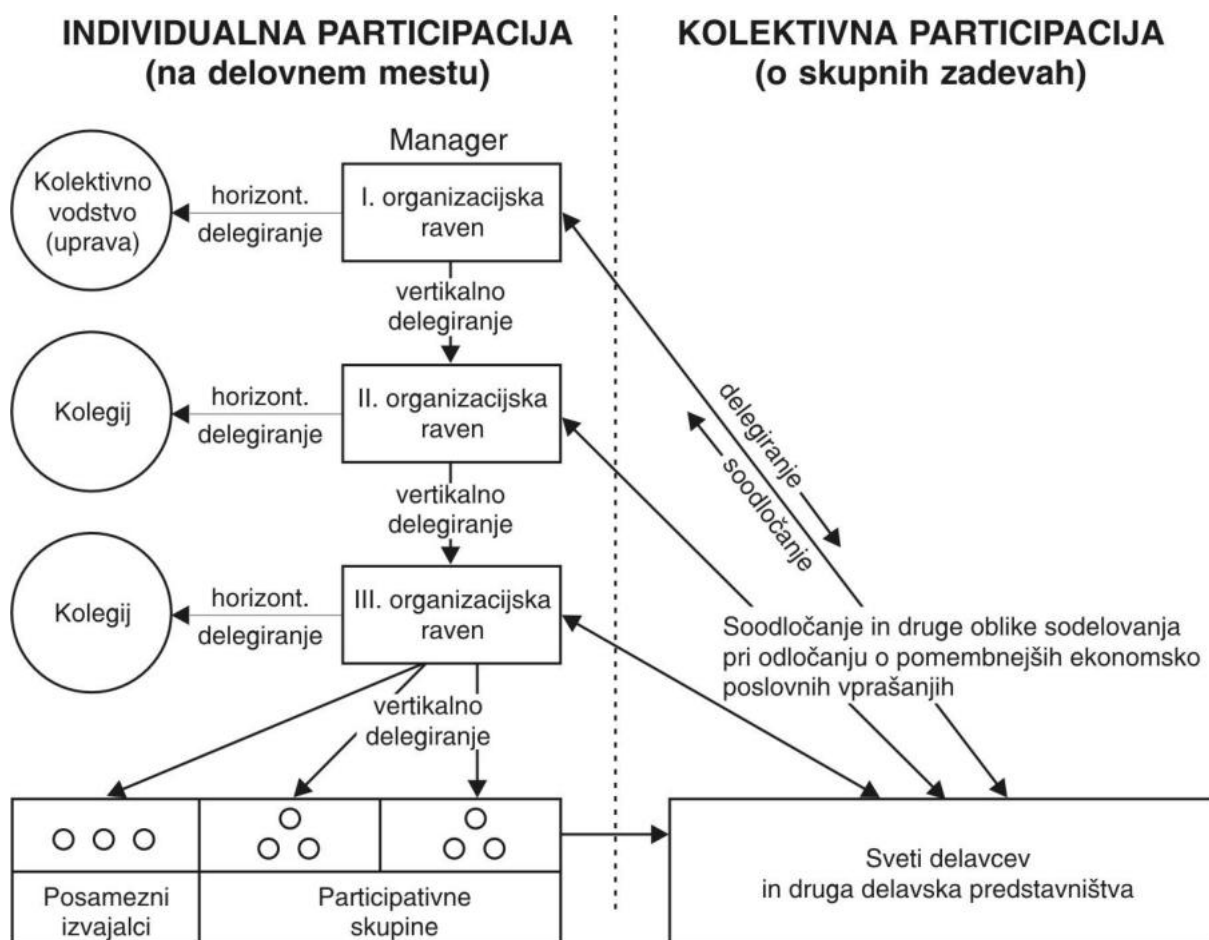 INDIVIDUALNA PARTICIPACIJA
(na delovnem mestu)
KOLEKTIVNA PARTICIPACIJA
(o skupnih zadevah)
Manager
Kolektivno
vodstvo
(uprava)
horizont.
delegiranje
I. organizacijska
raven
vertikalno
delegiranje
Kolegij
horizont.
delegiranje
II. organizacijska
raven
vertikalno
delegiranje
Kolegij
horizont.
delegiranje
III. organizacijska
raven
vertikalno
delegiranje
delegiranje
soodločanje
Soodločanje in druge oblike sodelovanja
pri odločanju o pomembnejših ekonomsko
poslovnih vprašanjih
Posamezni
izvajalci
Participativne
skupine
Sveti delavcev
in druga delavska predstavništva